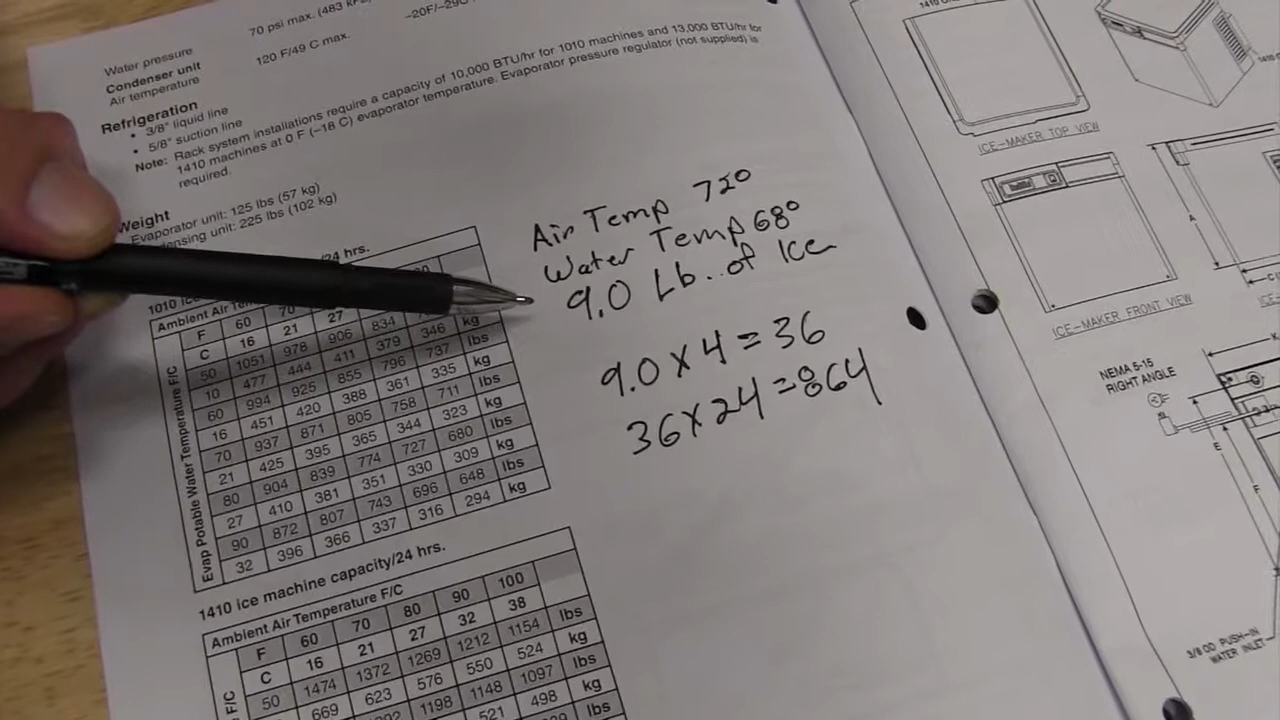 Water pressure
70 psi max. (483
Condenser unit
Air temperature
120 F/49 C max.
Refrigeration
• 3/8" liquid line
• 5/8" suction line
Note: Rack system installations require a capacity of 10,000 BTU/hr for 1010 machines and 13,000 BTU/hr for
1410 machines at 0 F (–18 C) evaporator temperature. Evaporator pressure regulator (not supplied) is
required.
Weight
Evaporator unit: 125 lbs (57 kg)
unit: 225 lbs (102 kg)
1010 ice /24 hrs.
Ambient Air
F 60 70
C 16 21 27
50 1051 978 906 834 lbs
10 477 444 411 379 346 kg
60 994 925 855 796 737 lbs
16 451 420 388 361 335 kg
70 937 871 805 758 711 lbs
21 425 395 365 344 323 kg
80 904 839 774 727 680 lbs
27 410 381 351 330 309 kg
90 872 807 743 696 648 lbs
32 396 366 337 316 294 kg
Evap Potable Water Temperature F/C
1410 ice machine capacity/24 hrs.
Ambient Air Temperature F/C
F 60 70 80 90 100
C 16 21 27 32 38
50 1474 1372 1269 1212 1154 lbs
669 623 576 550 524 kg
1198 1148 1097 lbs
521 498 kg
lbs
F/C
Air Temp 72°
Water Temp 68°
9.0 Lb.. of Ice
9.0 x 4 = 36
36 x 24 = 864
ICE-MAKER TOP VIEW
A
ICE-MAKER FRONT VIEW
NEMA 5-15
RIGHT ANGLE
E
F
3/8 OD PUSH-IN
WATER INLET